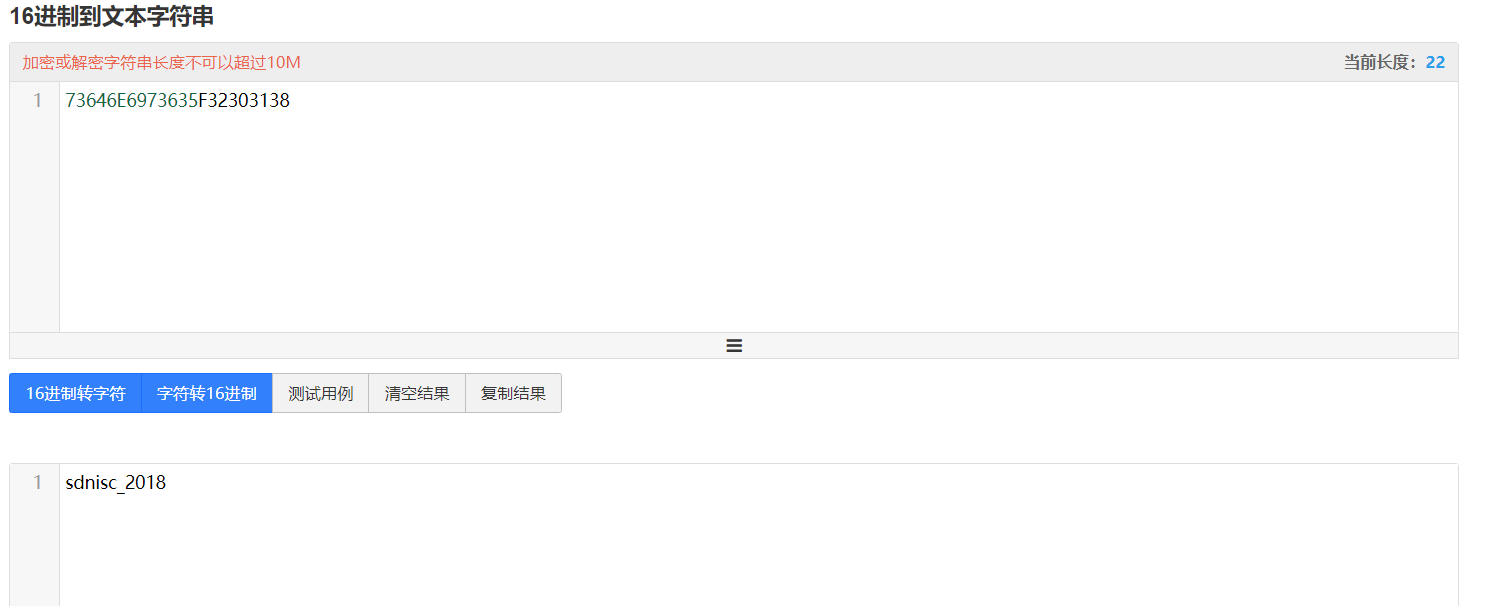 16进制到文本字符串
加密或解密字符串长度不可以超过10M 当前长度：22
1 73646E6973635F32303138
16进制转字符 字符转16进制 测试用例 清空结果 复制结果
1 sdnisc_2018